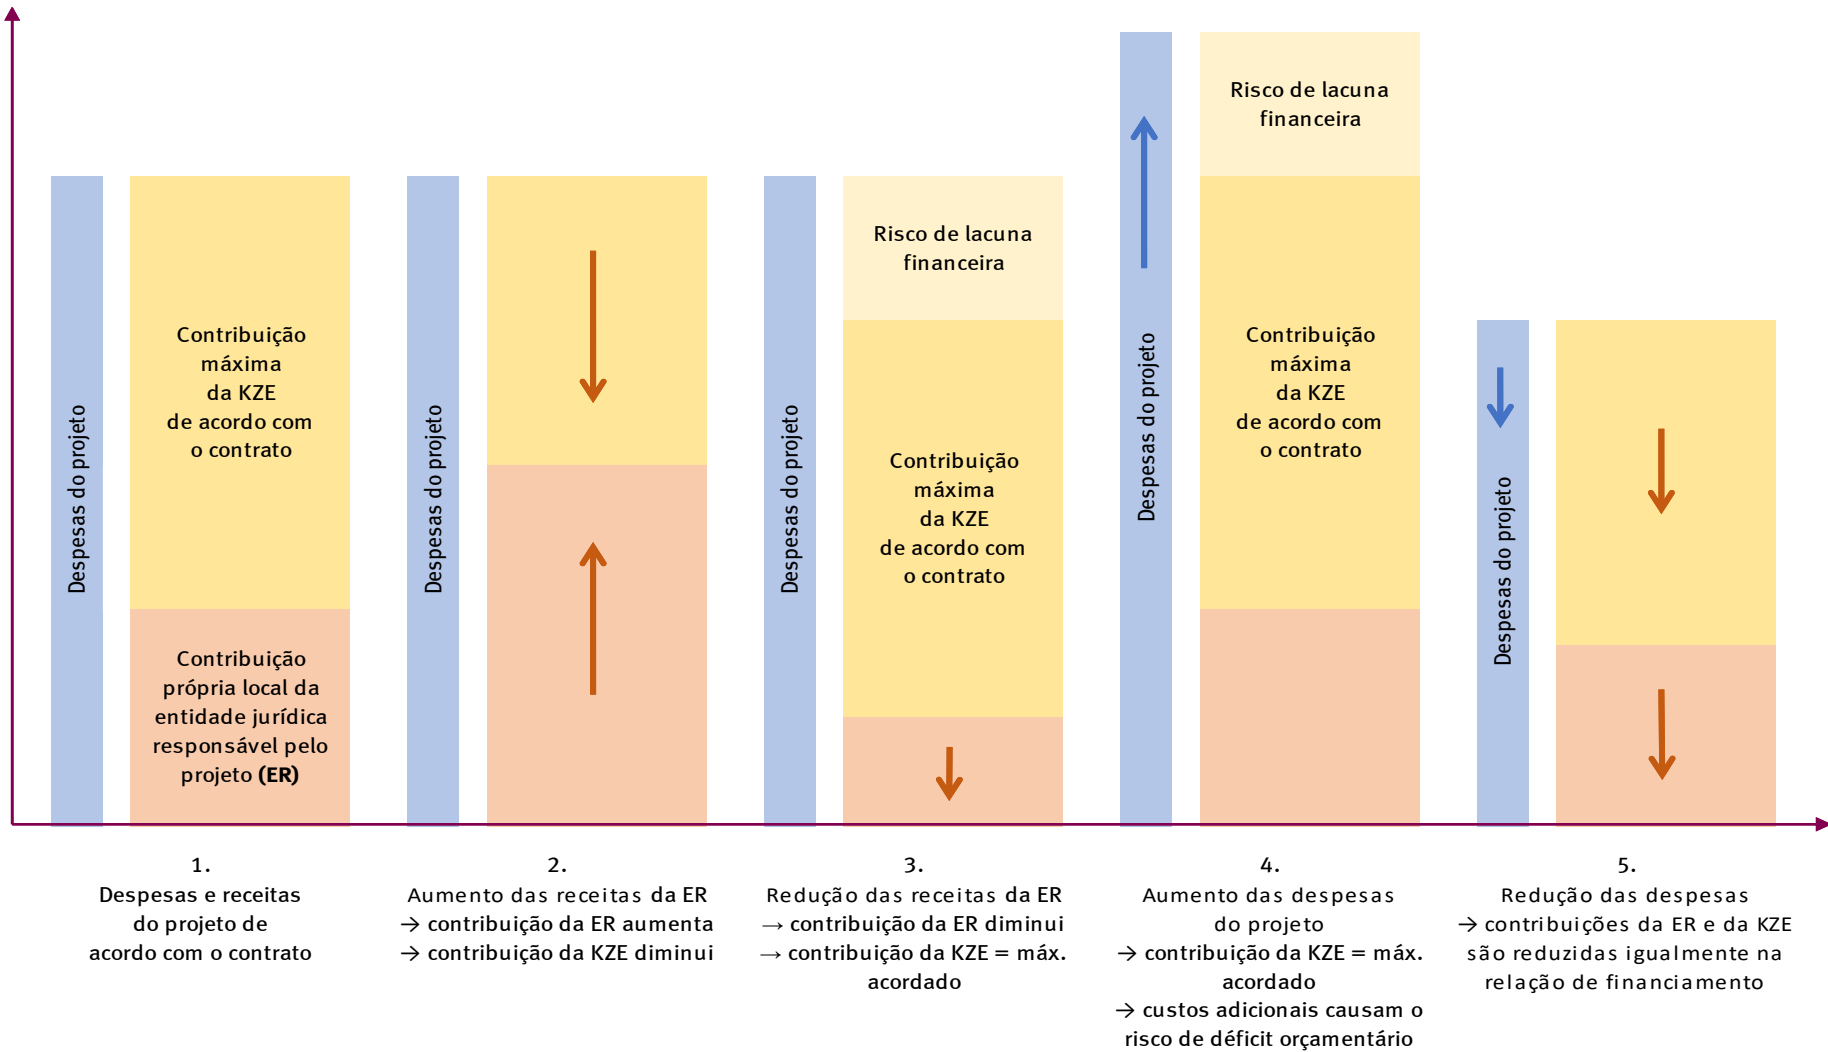 Despesas do projeto
Contribuição
máxima
da KZE
de acordo com
o contrato
Contribuição
própria local da
entidade jurídica
responsável pelo
projeto (ER)
Despesas do projeto
Despesas do projeto
Risco de lacuna
financeira
Contribuição
máxima
da KZE
de acordo com
o contrato
Despesas do projeto
Risco de lacuna
financeira
Contribuição
máxima
da KZE
de acordo com
o contrato
Despesas do projeto
1.
Despesas e receitas
do projeto de
acordo com o contrato
2.
Aumento das receitas da ER
→ contribuição da ER aumenta
→ contribuição da KZE diminui
3.
Redução das receitas da ER
→ contribuição da ER diminui
→ contribuição da KZE = máx.
acordado
4.
Aumento das despesas
do projeto
→ contribuição da KZE = máx.
acordado
→ custos adicionais causam o
risco de déficit orçamentário
5.
Redução das despesas
→ contribuições da ER e da KZE
são reduzidas igualmente na
relação de financiamento